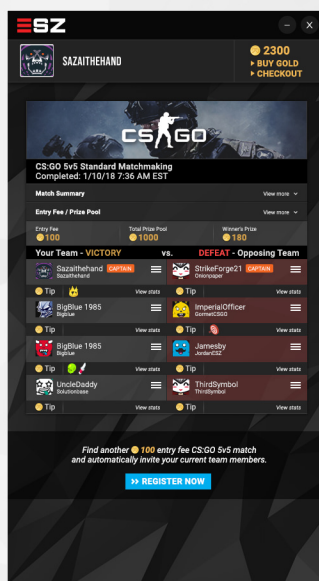 ESZ
SAZAITHEHAND
2300
BUY GOLD
CHECKOUT
CS GO
CS:GO 5v5 Standard Matchmaking
Completed: 1/10/18 7:36 AM EST
Match Summary View more
Entry Fee / Prize Pool View more
Entry Fee Total Prize Pool Winner's Prize
100 1000 180
Your Team - VICTORY vs. DEFEAT - Opposing Team
Sazaithehand CAPTAIN StrikeForge21 CAPTAIN
Sazaithehand Onionpaper
Tip View stats Tip View stats
BigBlue 1985 ImperialOfficer
Bigblue GormetCSGO
Tip View stats Tip View stats
BigBlue 1985 Jamesby
Bigblue JordanESZ
Tip View stats Tip View stats
UncleDaddy ThirdSymbol
Solutionbase ThirdSymbol
Tip View stats Tip View stats
Find another 100 entry fee CS:GO 5v5 match
and automatically invite your current team members.
REGISTER NOW